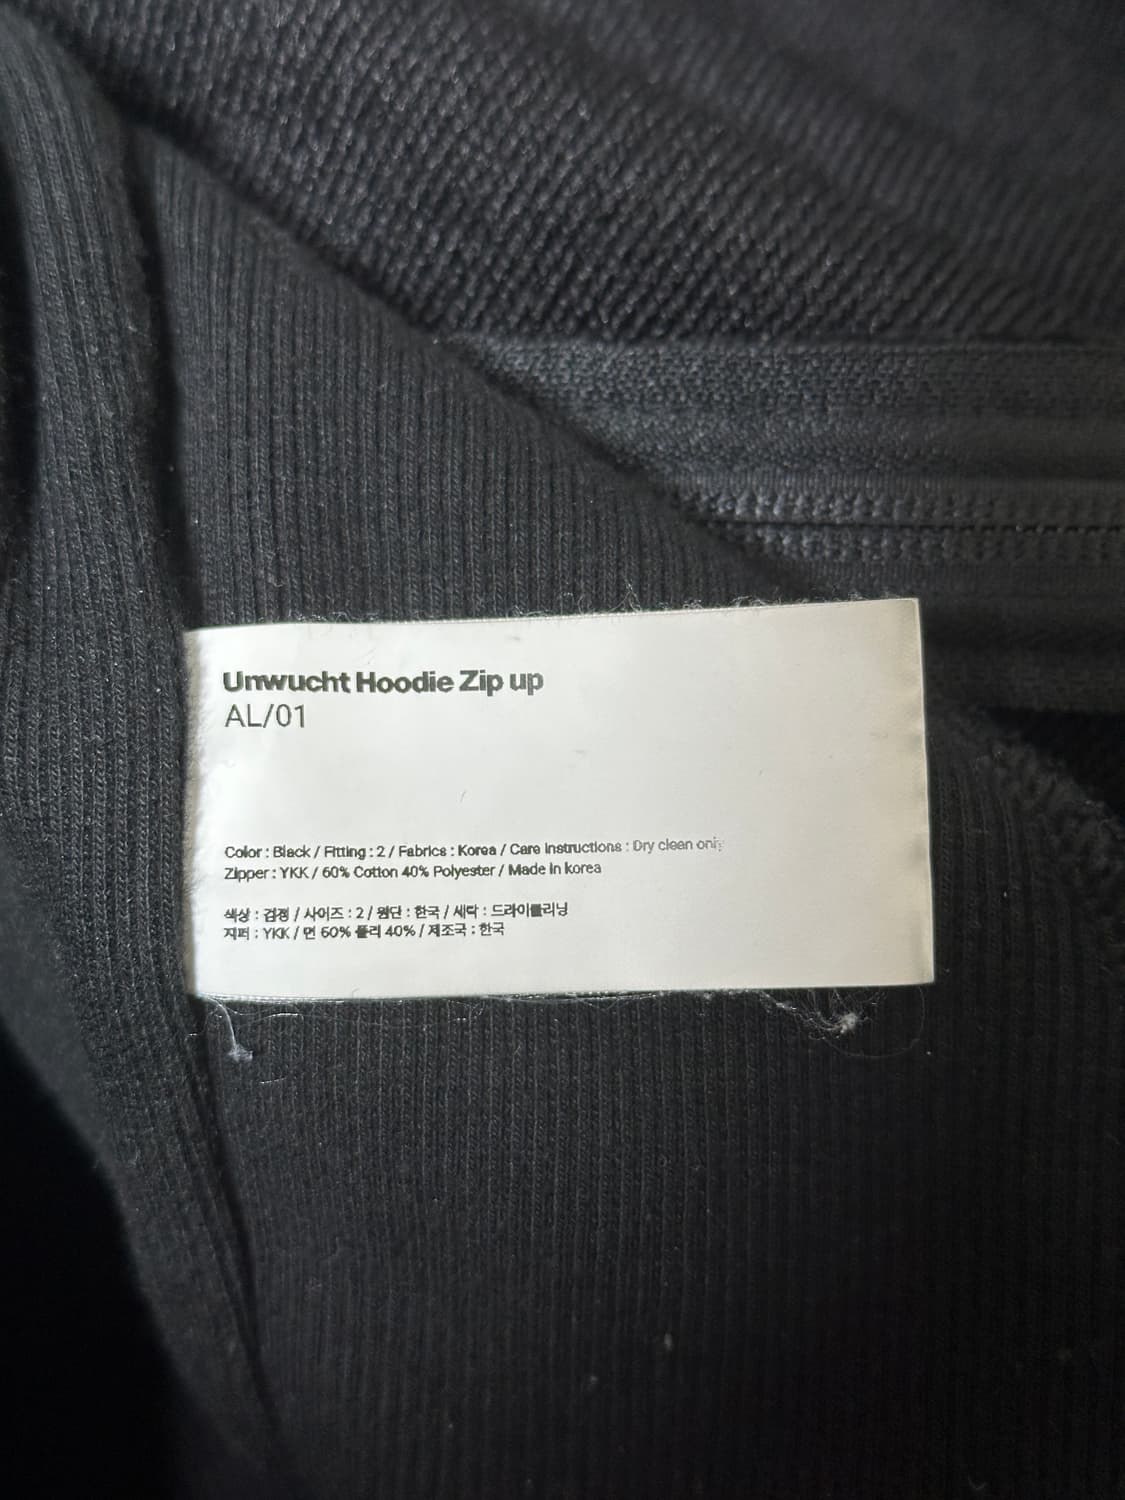 Unwucht Hoodie Zip up
AL/01
Color : Black / Fitting : 2 / Fabrics : Korea / Care Instructions : Dry clean only
Zipper : YKK / 60% Cotton 40% Polyester / Made in korea
색상 : 검정 / 사이즈 : 2 / 원단 : 한국 / 세탁 : 드라이클리닝
지퍼 : YKK / 면 60% 폴리 40% / 제조국 : 한국